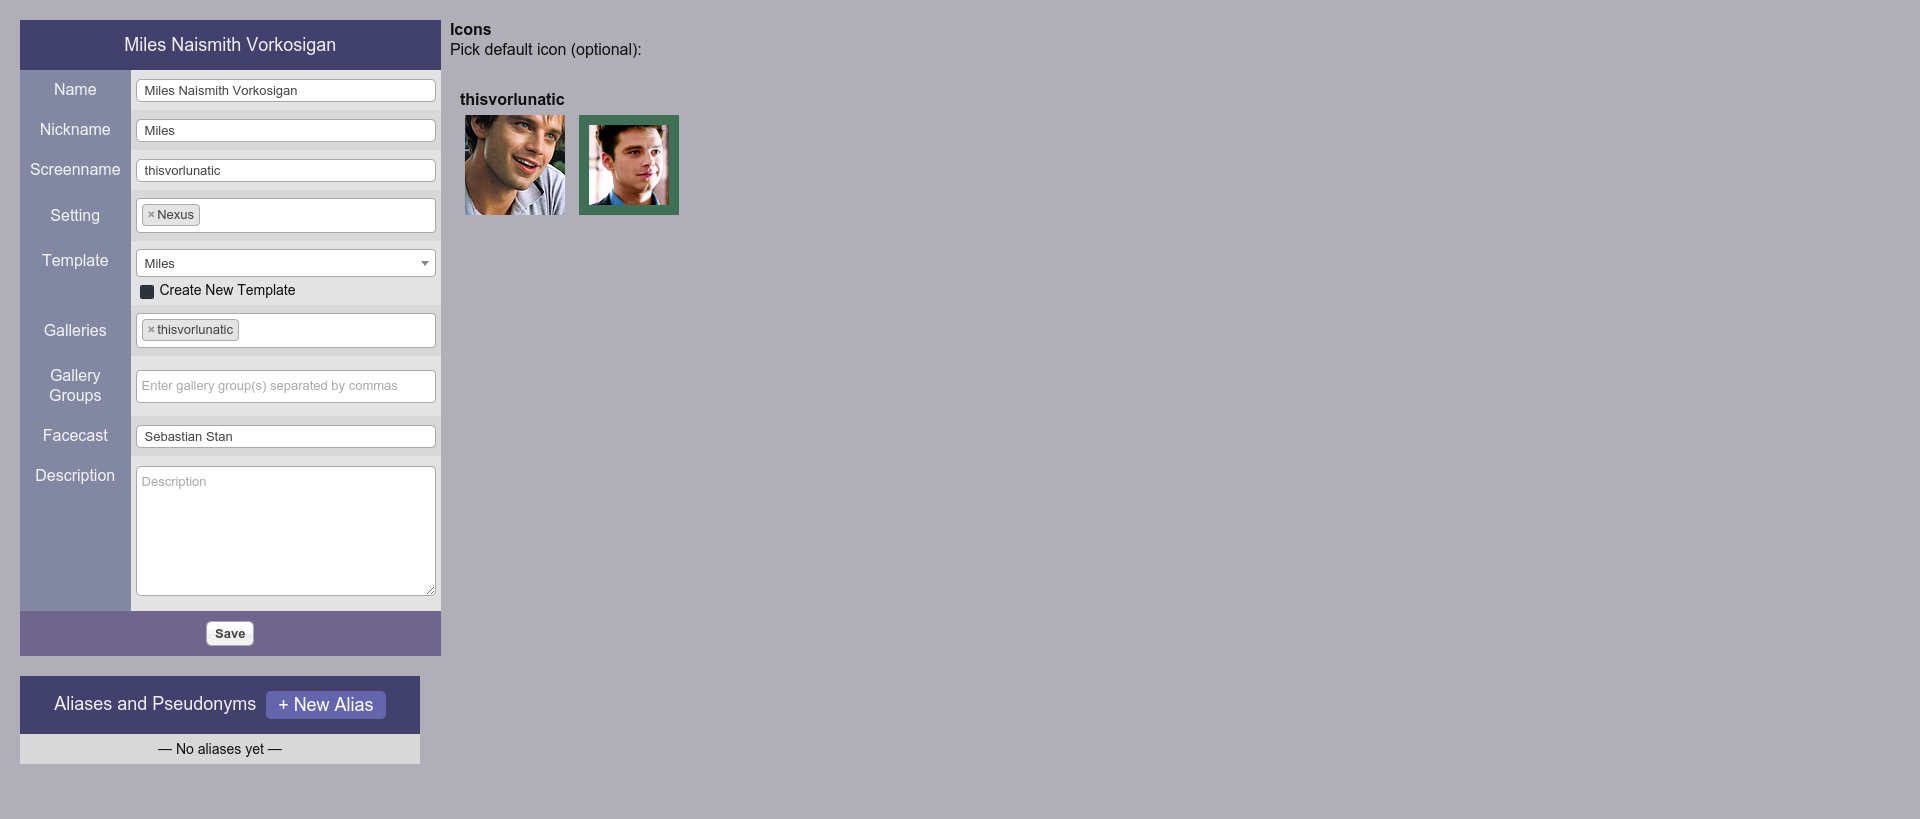 Miles Naismith Vorkosigan
Name
Miles Naismith Vorkosigan
Nickname
Miles
Screenname
thisvorlunatic
Setting
× Nexus
Template
Miles
Create New Template
Galleries
× thisvorlunatic
Gallery
Groups
Enter gallery group(s) separated by commas
Facecast
Sebastian Stan
Description
Description
Save
Aliases and Pseudonyms
+ New Alias
— No aliases yet —
Icons
Pick default icon (optional):
thisvorlunatic